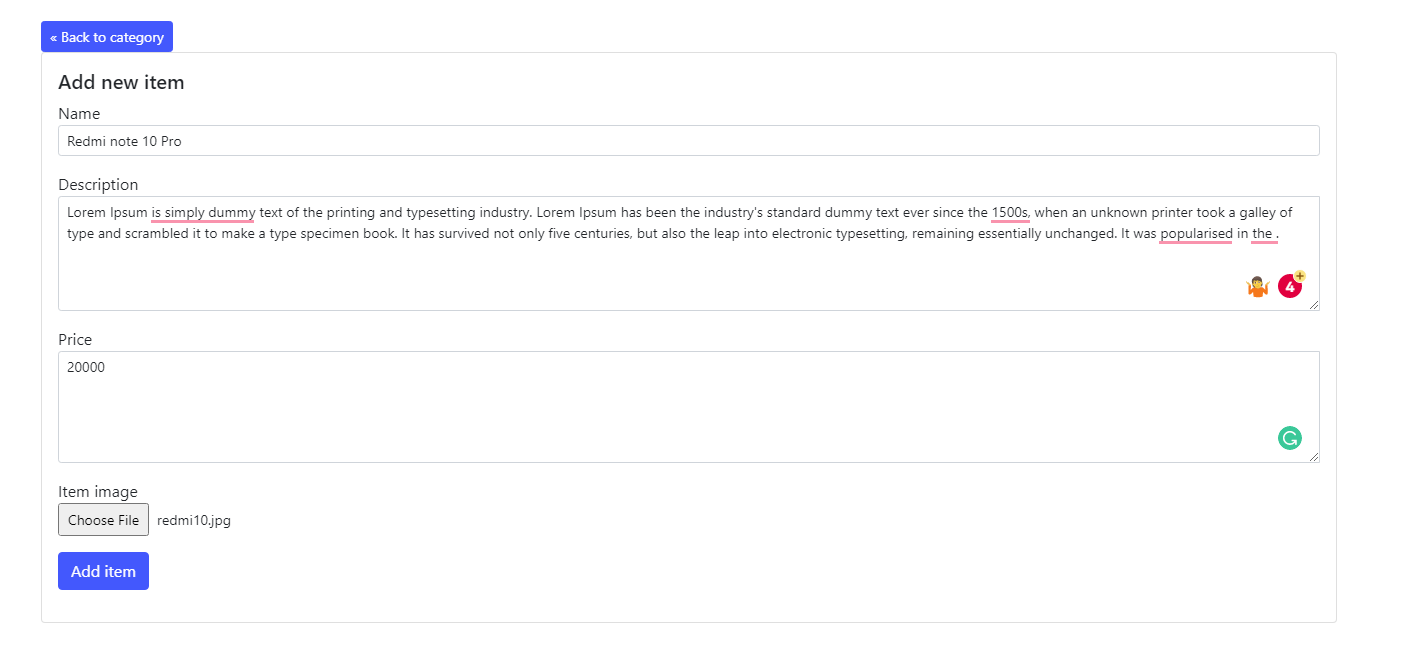 « Back to category
Add new item
Name
Redmi note 10 Pro
Description
Lorem Ipsum is simply dummy text of the printing and typesetting industry. Lorem Ipsum has been the industry's standard dummy text ever since the 1500s, when an unknown printer took a galley of
type and scrambled it to make a type specimen book. It has survived not only five centuries, but also the leap into electronic typesetting, remaining essentially unchanged. It was popularised in the .
4
Price
20000
Item image
Choose File redmi10.jpg
Add item